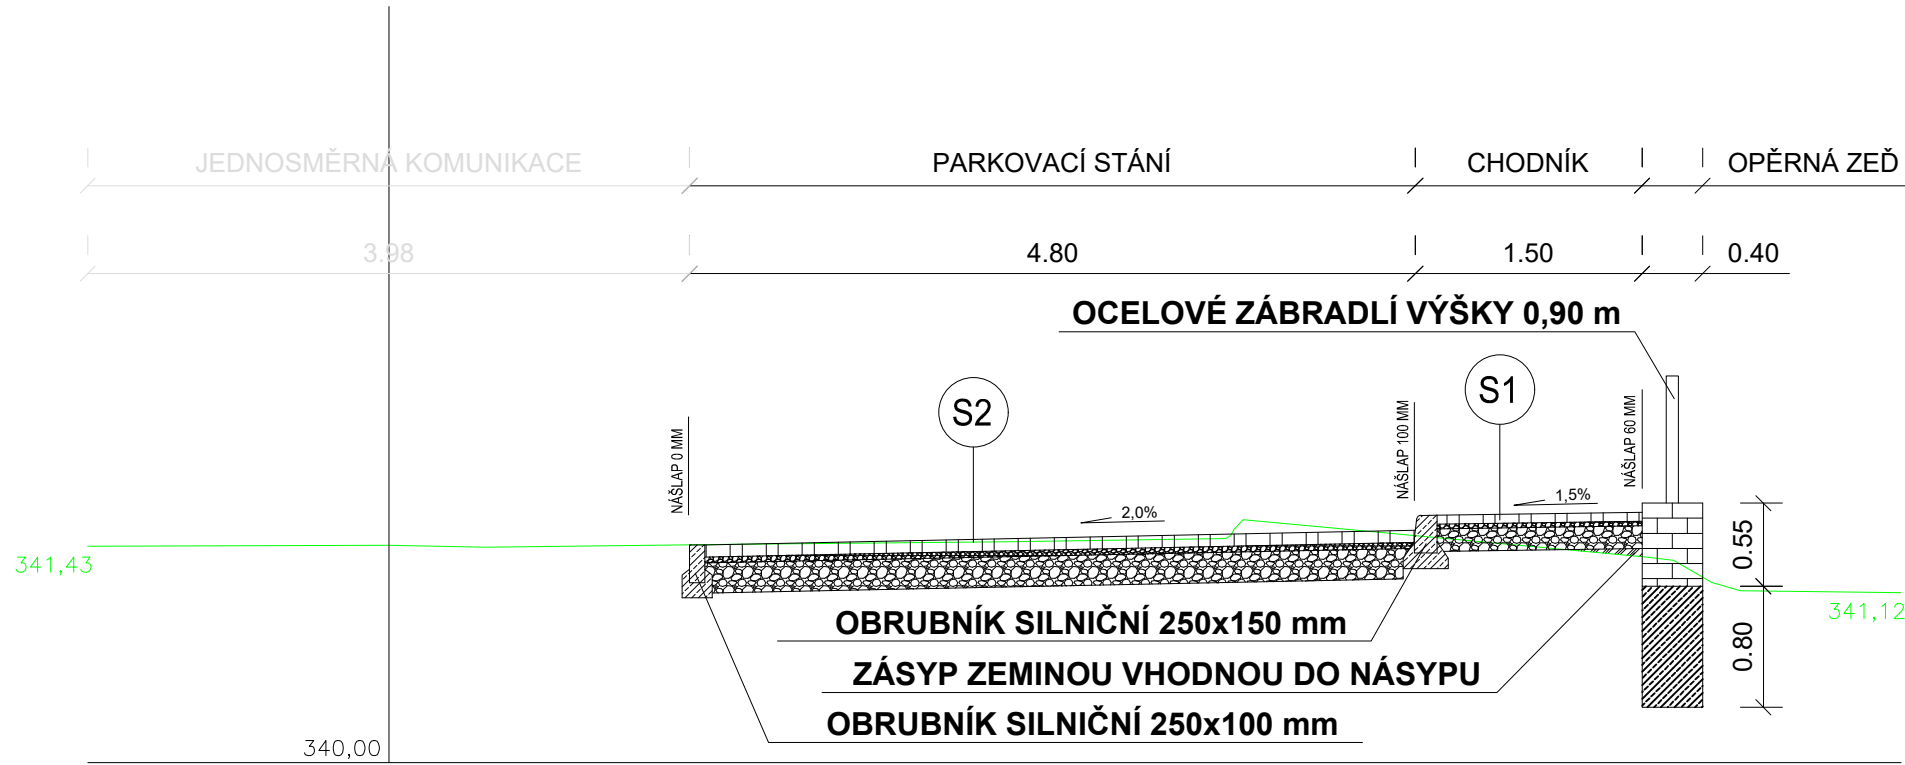 JEDNOSMĚRNÁ KOMUNIKACE
PARKOVACÍ STÁNÍ
CHODNÍK
OPĚRNÁ ZEĎ
3.98
4.80
1.50
0.40
OCELOVÉ ZÁBRADLÍ VÝŠKY 0,90 m
S2
S1
NÁŠLAP 0 MM
NÁŠLAP 100 MM
NÁŠLAP 60 MM
2,0%
1,5%
341,43
0.55
341,12
OBRUBNÍK SILNIČNÍ 250x150 mm
0.80
ZÁSYP ZEMINOU VHODNOU DO NÁSYPU
OBRUBNÍK SILNIČNÍ 250x100 mm
340,00